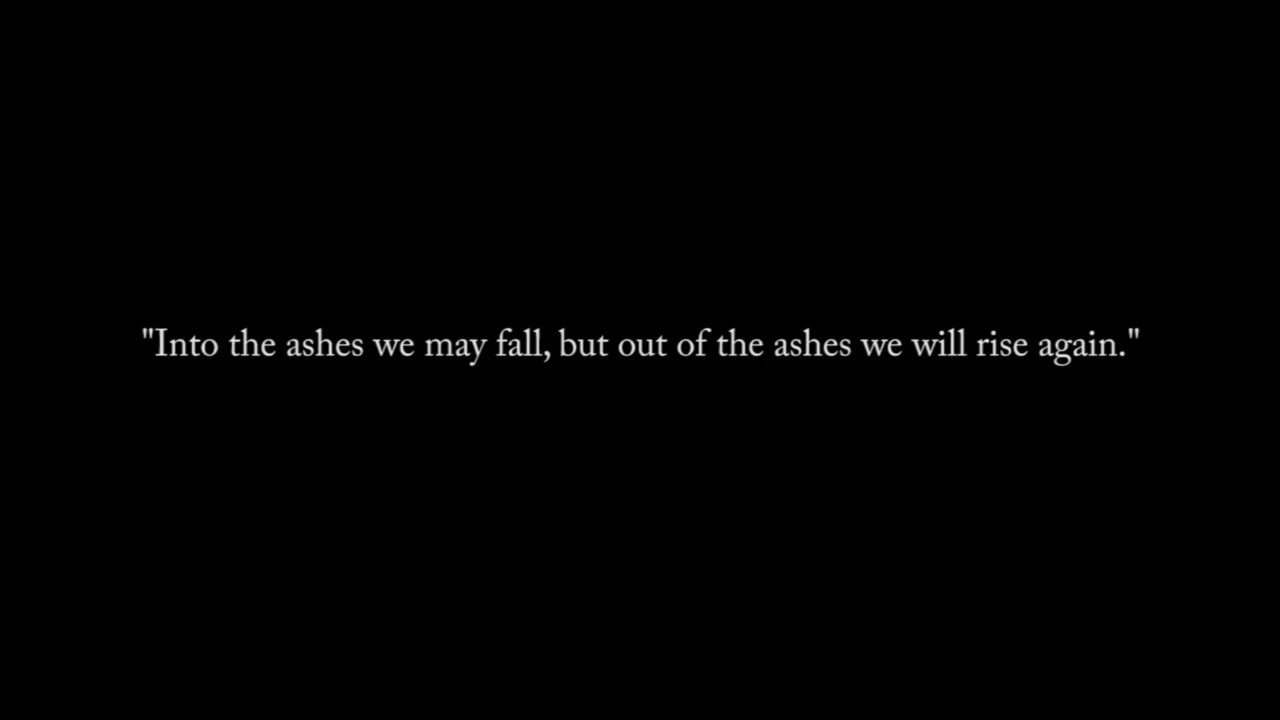 "Into the ashes we may fall, but out of the ashes we will rise again."